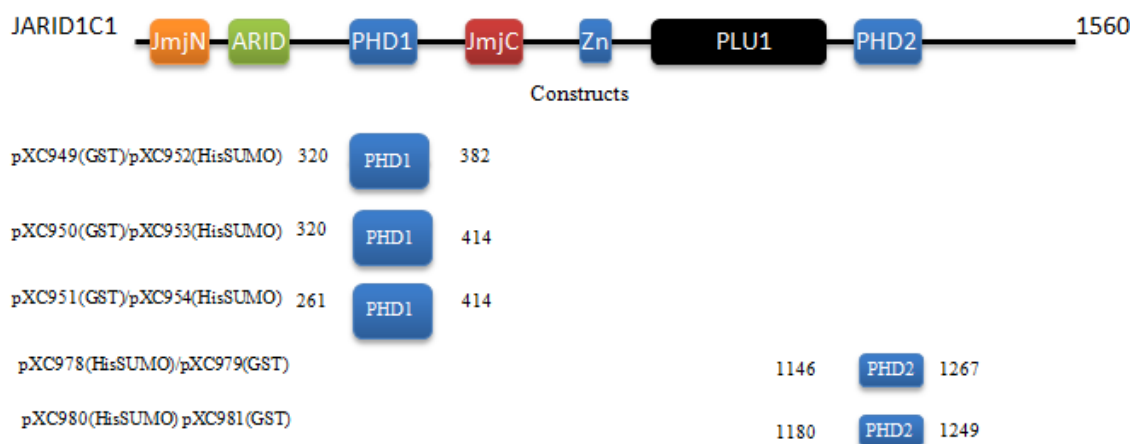 JARID1C1 JmjN ARID PHD1 JmjC Zn PLU1 PHD2 1560
Constructs
pXC949(GST)/pXC952(HisSUMO) 320 PHD1 382
pXC950(GST)/pXC953(HisSUMO) 320 PHD1 414
pXC951(GST)/pXC954(HisSUMO) 261 PHD1 414
pXC978(HisSUMO)/pXC979(GST) 1146 PHD2 1267
pXC980(HisSUMO) pXC981(GST) 1180 PHD2 1249